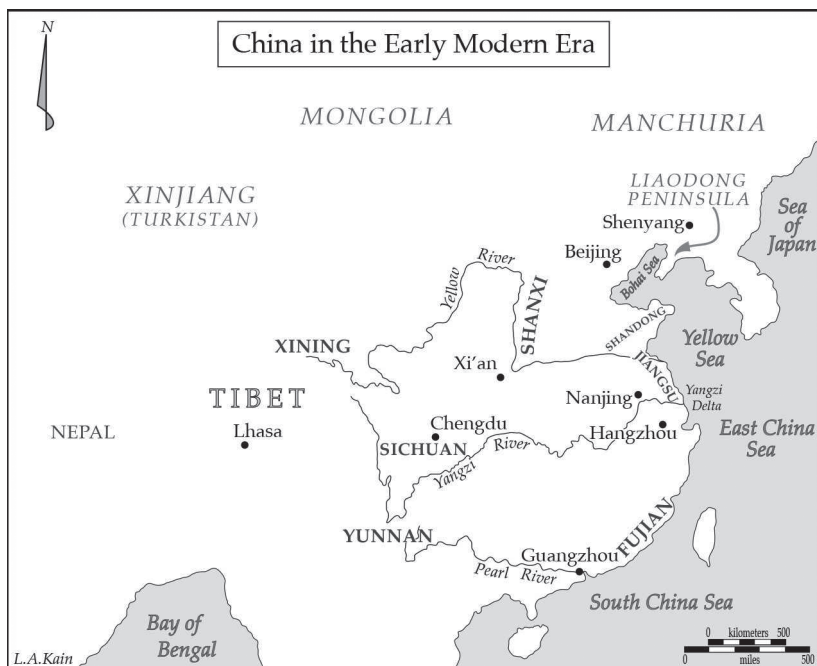 N
China in the Early Modern Era
MONGOLIA
MANCHURIA
XINJIANG
(TURKISTAN)
LIAODONG
PENINSULA
Sea
of
Japan
Shenyang
Beijing
Bohai Sea
Yellow
River
SHANXI
SHANDONG
Yellow
Sea
XINING
Xi'an
JIANGSU
TIBET
Nanjing
Yangzi
Delta
NEPAL
Lhasa
Chengdu
Hangzhou
East China
Sea
SICHUAN
Yangzi
River
YUNNAN
FUJIAN
Guangzhou
Pearl River
South China Sea
Bay of
Bengal
0 kilometers 500
0 miles 500
L.A.Kain